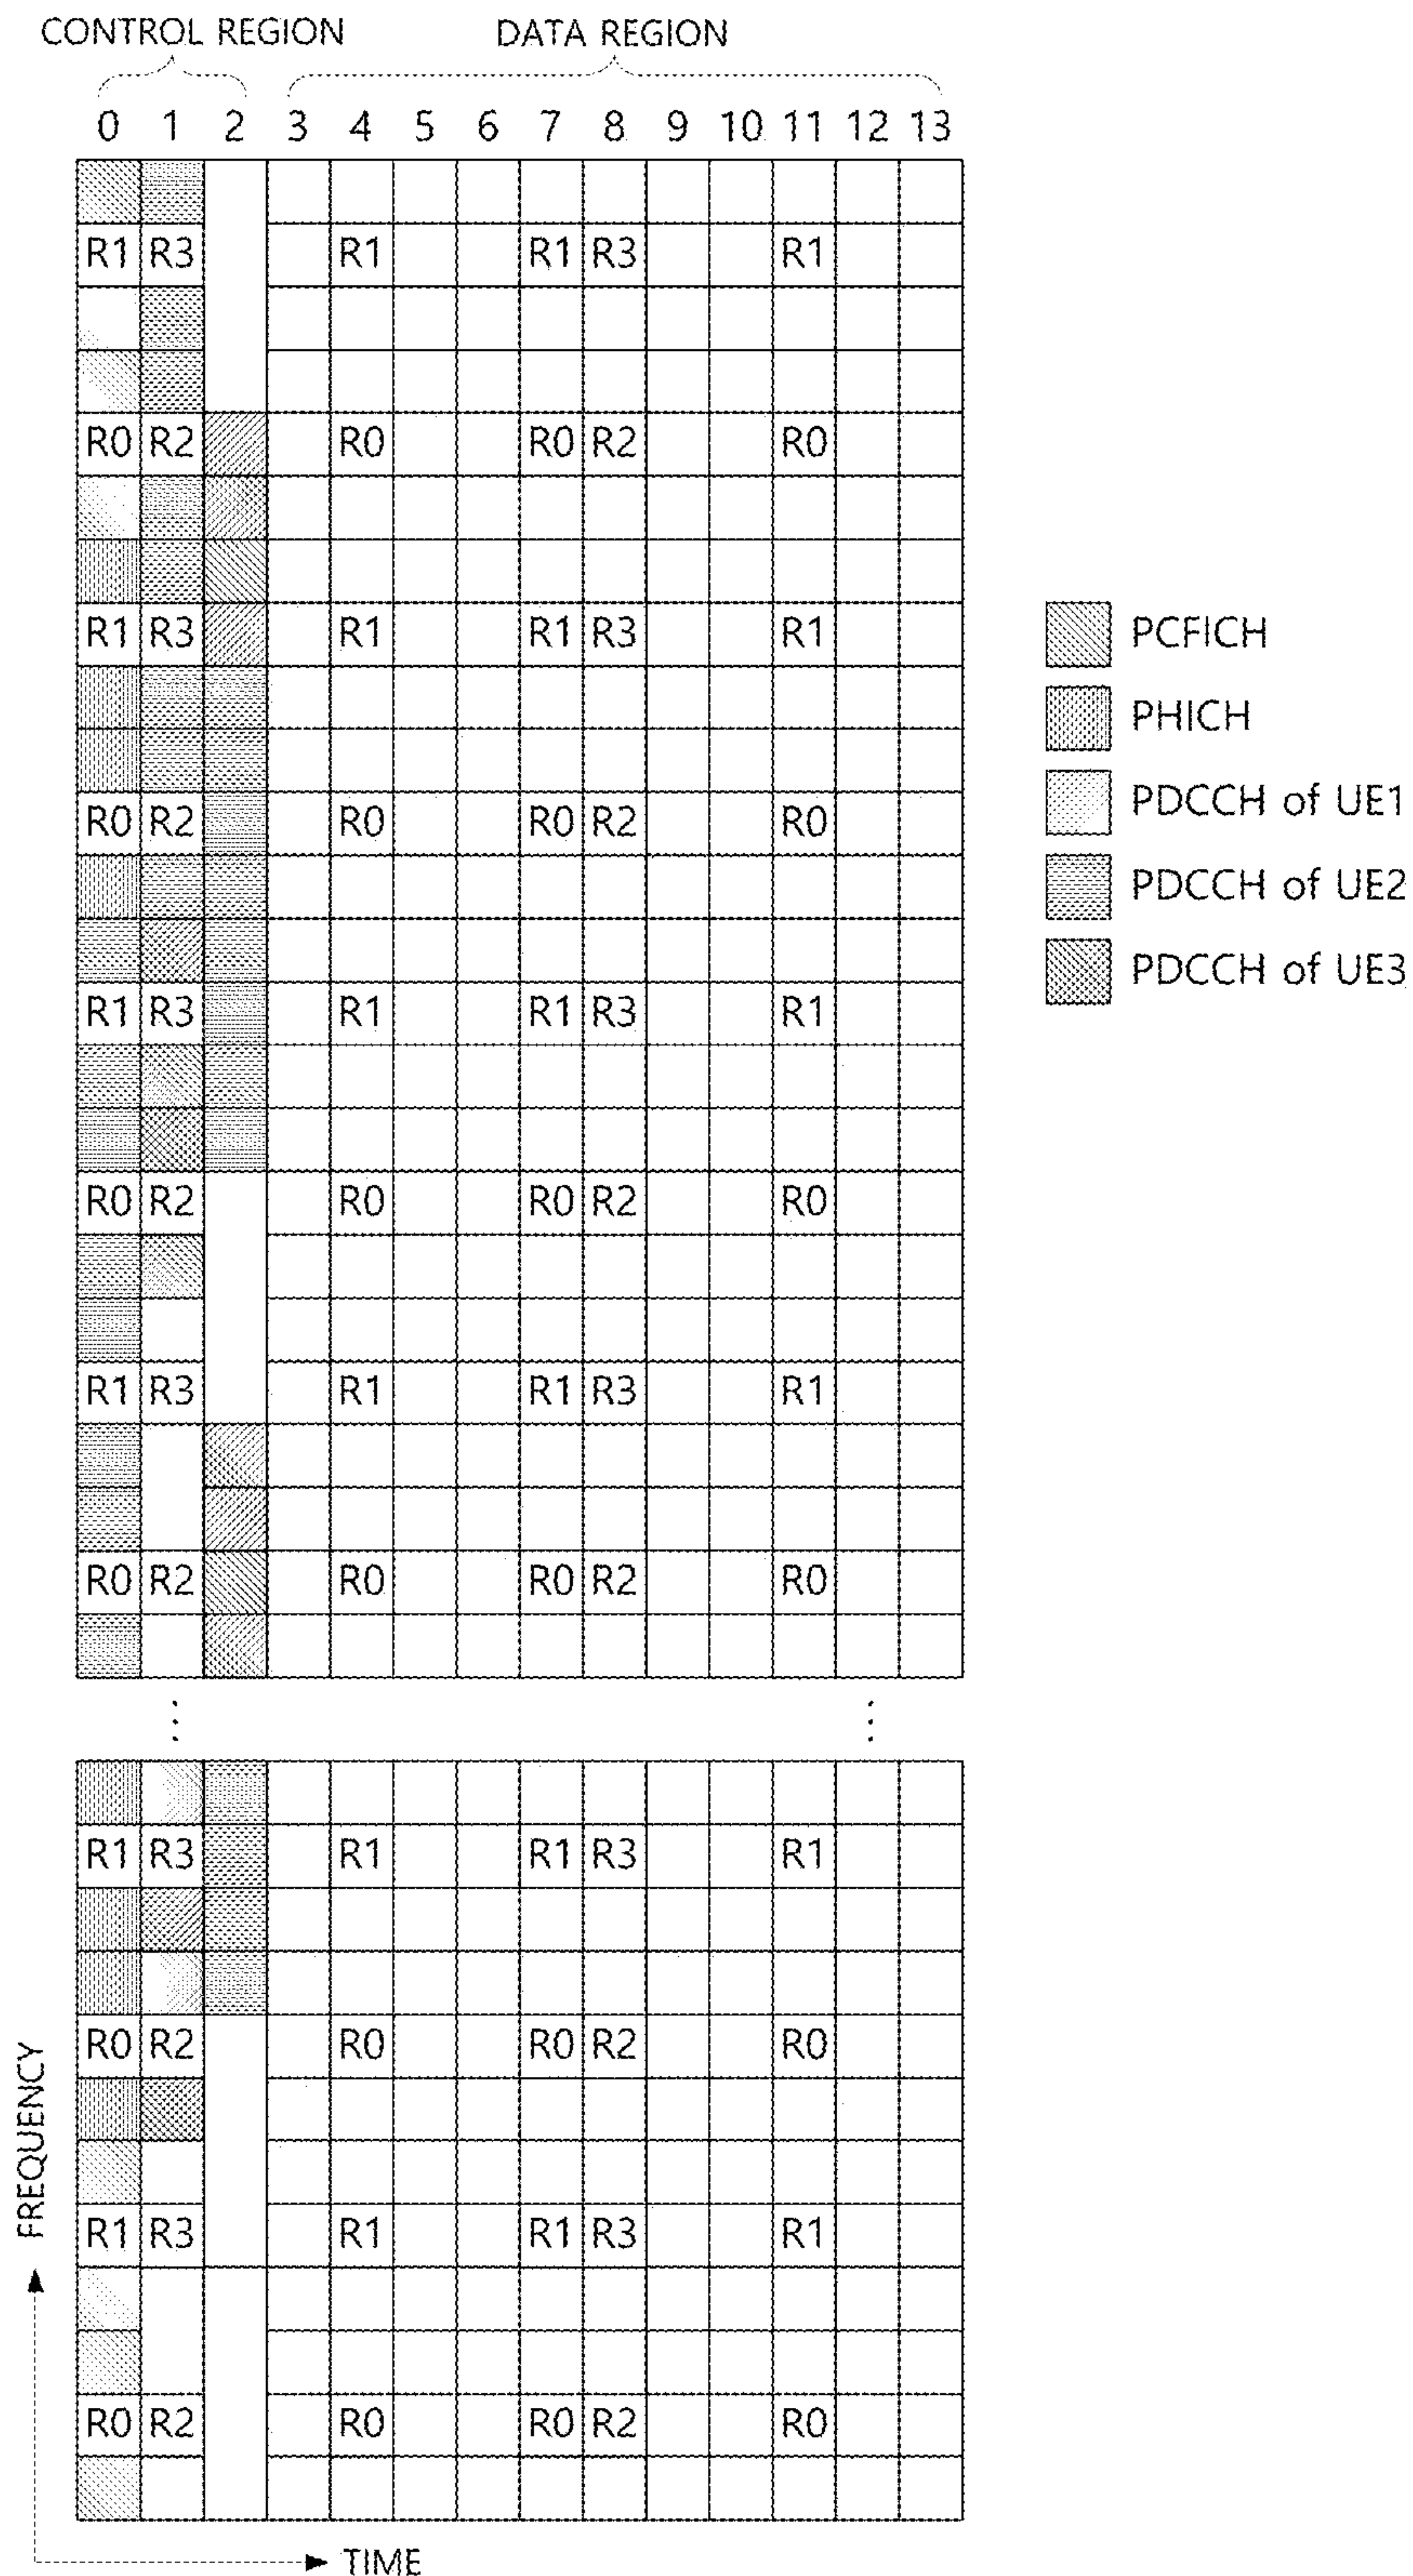 CONTROL REGION DATA REGION
0 1 2 3 4 5 6 7 8 9 10 11 12 13
R1 R3 R1 R1 R3 R1
R0 R2 R0 R0 R2 R0
R1 R3 R1 R1 R3 R1
R0 R2 R0 R0 R2 R0
R1 R3 R1 R1 R3 R1
R0 R2 R0 R0 R2 R0
R1 R3 R1 R1 R3 R1
R0 R2 R0 R0 R2 R0
R1 R3 R1 R1 R3 R1
R0 R2 R0 R0 R2 R0
R1 R3 R1 R1 R3 R1
R0 R2 R0 R0 R2 R0
PCFICH
PHICH
PDCCH of UE1
PDCCH of UE2
PDCCH of UE3
FREQUENCY
TIME